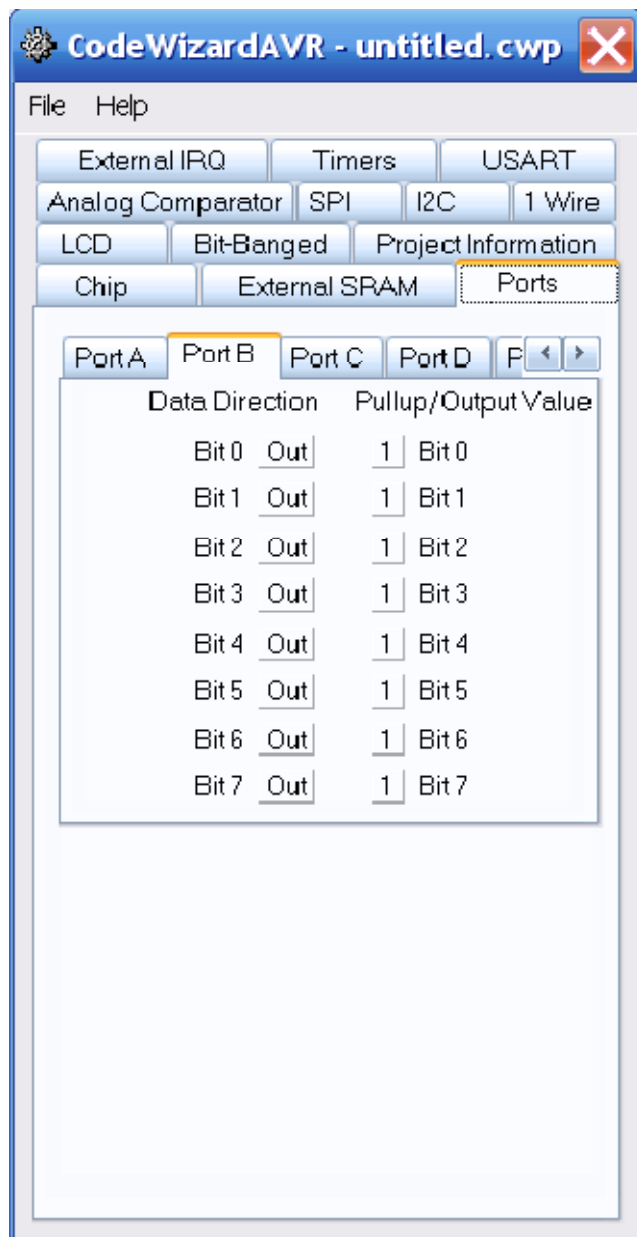 CodeWizardAVR - untitled.cwp
File Help
External IRQ Timers USART
Analog Comparator SPI I2C 1 Wire
LCD Bit-Banged Project Information
Chip External SRAM Ports
Port A Port B Port C Port D P
Data Direction Pullup/Output Value
Bit 0 Out 1 Bit 0
Bit 1 Out 1 Bit 1
Bit 2 Out 1 Bit 2
Bit 3 Out 1 Bit 3
Bit 4 Out 1 Bit 4
Bit 5 Out 1 Bit 5
Bit 6 Out 1 Bit 6
Bit 7 Out 1 Bit 7